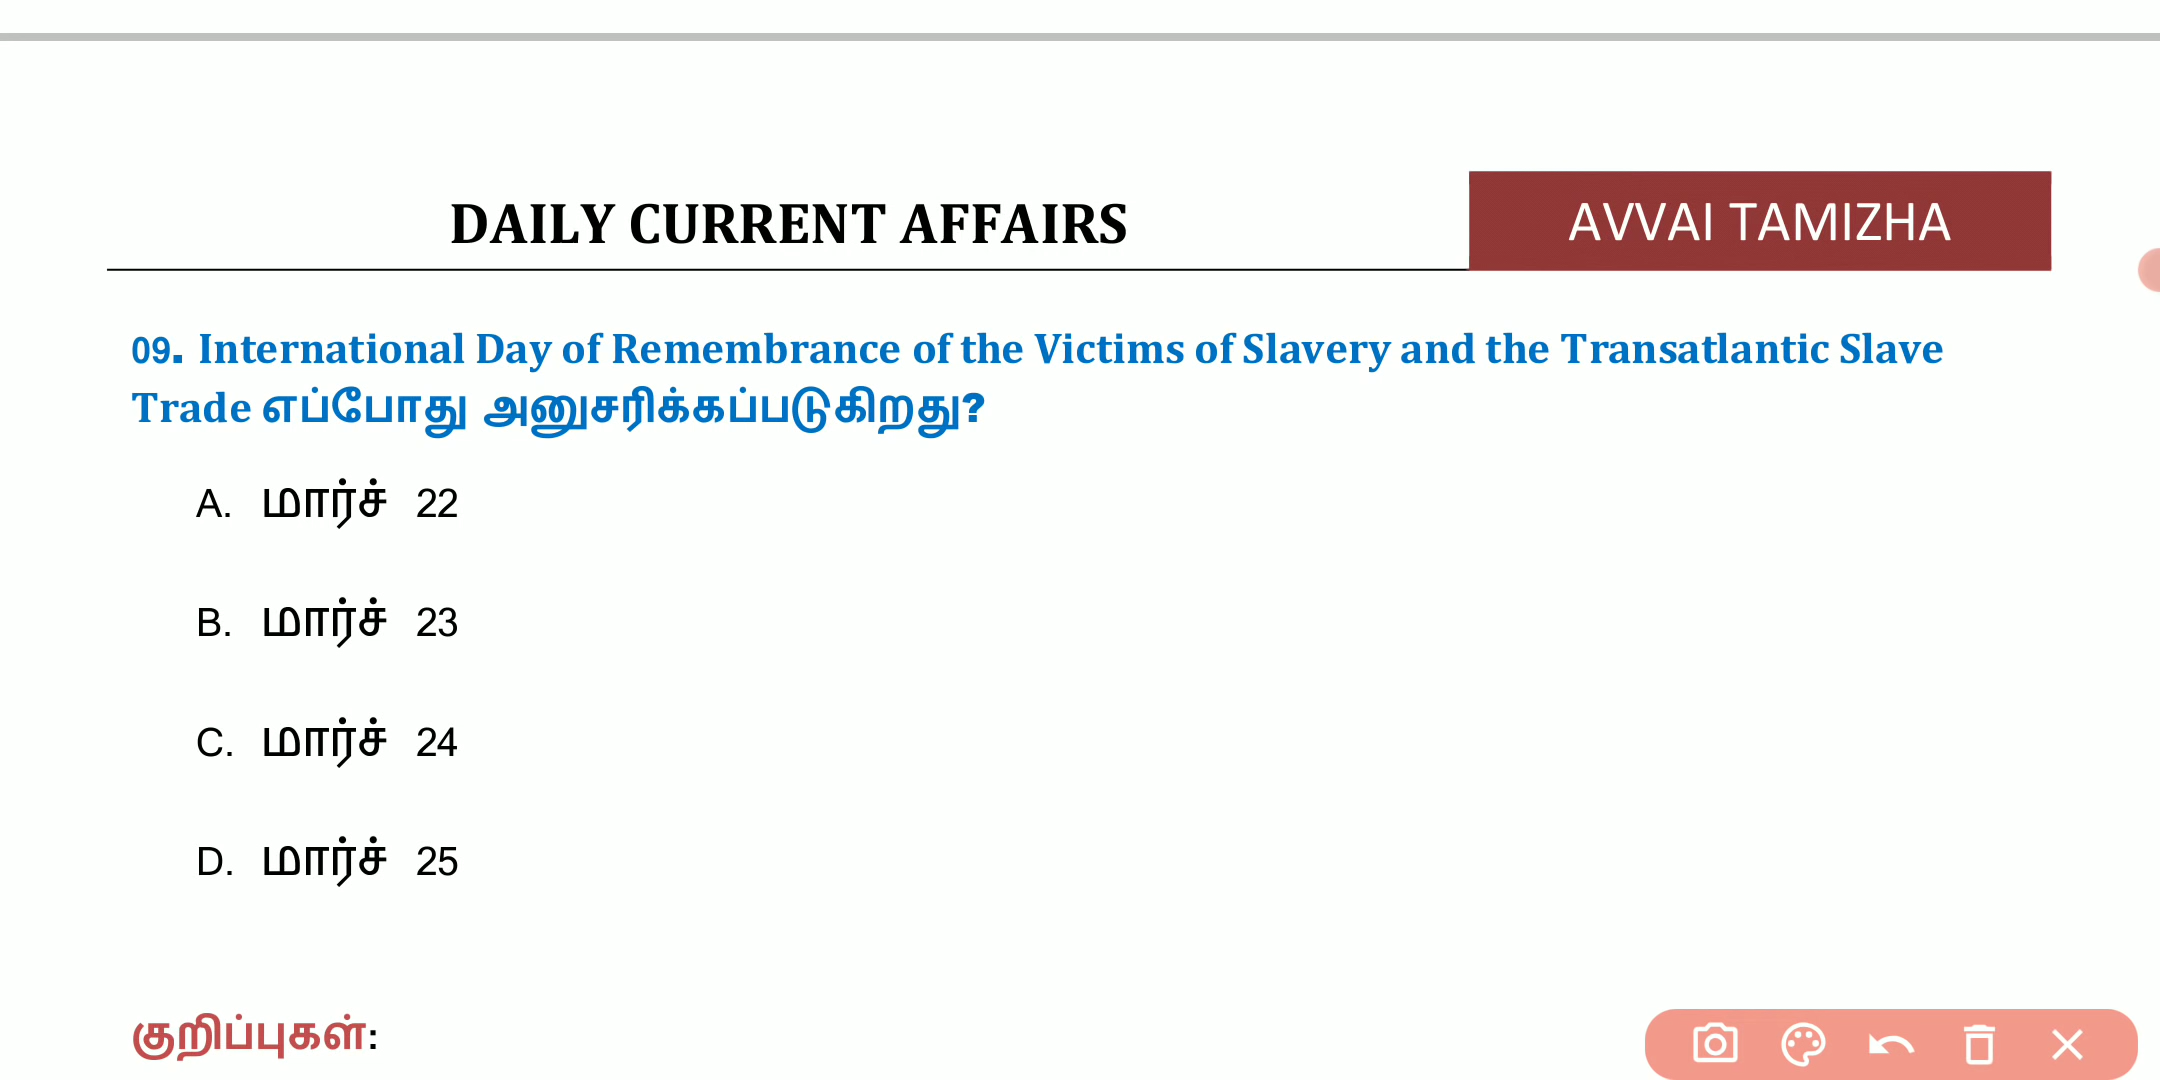 DAILY CURRENT AFFAIRS
AVVAI TAMIZHA
09. International Day of Remembrance of the Victims of Slavery and the Transatlantic Slave
Trade எப்போது அனுசரிக்கப்படுகிறது?
A. மார்ச் 22
B. மார்ச் 23
C. மார்ச் 24
D. மார்ச் 25
குறிப்புகள்: